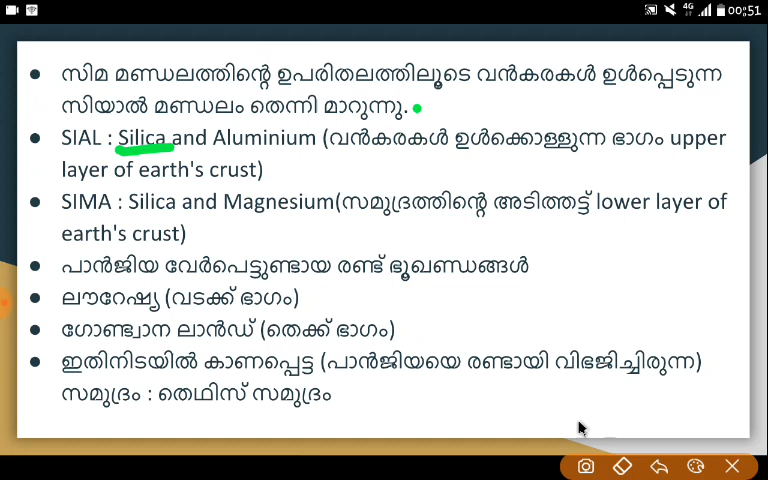 4G 00:51
സിമ മണ്ഡലത്തിന്റെ ഉപരിതലത്തിലൂടെ വൻകരകൾ ഉൾപ്പെടുന്ന
സിയാൽ മണ്ഡലം തെന്നി മാറുന്നു.
SIAL : Silica and Aluminium (വൻകരകൾ ഉൾക്കൊള്ളുന്ന ഭാഗം upper
layer of earth's crust)
SIMA : Silica and Magnesium(സമുദ്രത്തിന്റെ അടിത്തട്ട് lower layer of
earth's crust)
പാൻജിയ വേർപെട്ടുണ്ടായ രണ്ട് ഭൂഖണ്ഡങ്ങൾ
ലൗറേഷ്യ (വടക്ക് ഭാഗം)
ഗോണ്ട്വാന ലാൻഡ് (തെക്ക് ഭാഗം)
ഇതിനിടയിൽ കാണപ്പെട്ട (പാൻജിയയെ രണ്ടായി വിഭജിച്ചിരുന്ന)
സമുദ്രം : തെഥിസ് സമുദ്രം